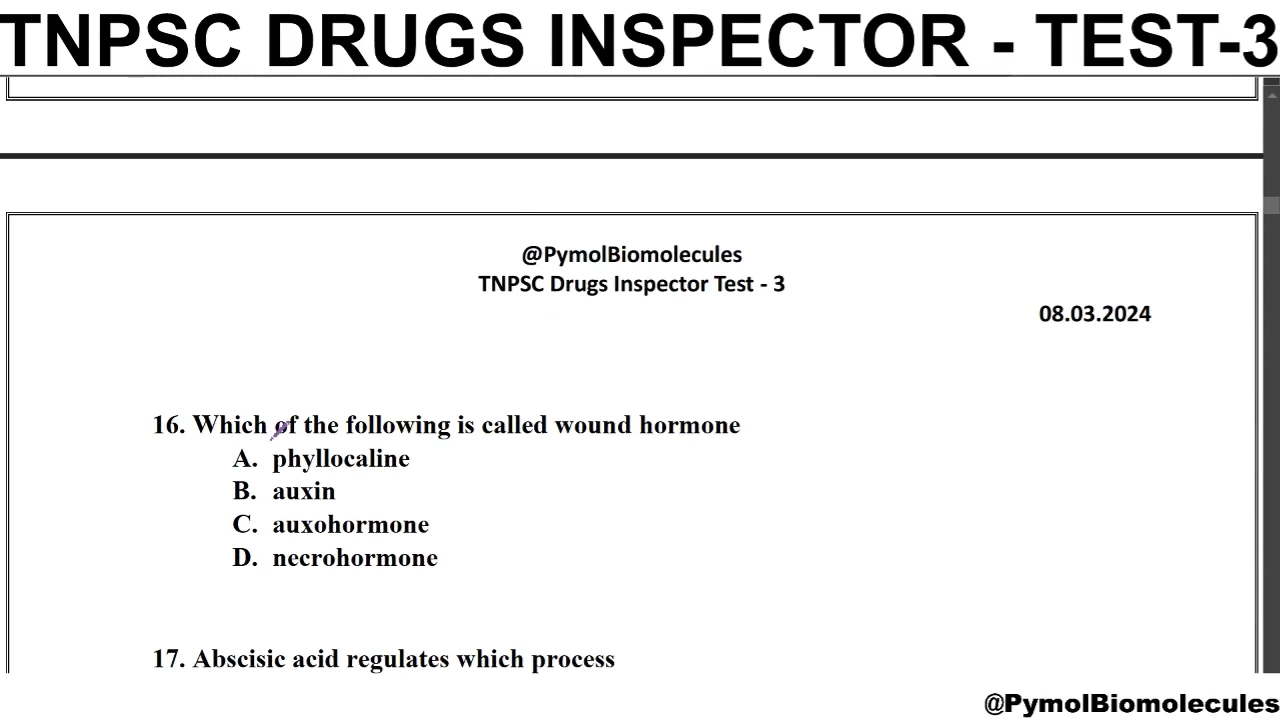 TNPSC DRUGS INSPECTOR - TEST-3
@PymolBiomolecules
TNPSC Drugs Inspector Test - 3
08.03.2024
16. Which of the following is called wound hormone
A. phyllocaline
B. auxin
C. auxohormone
D. necrohormone
17. Abscisic acid regulates which process
@PymolBiomolecules